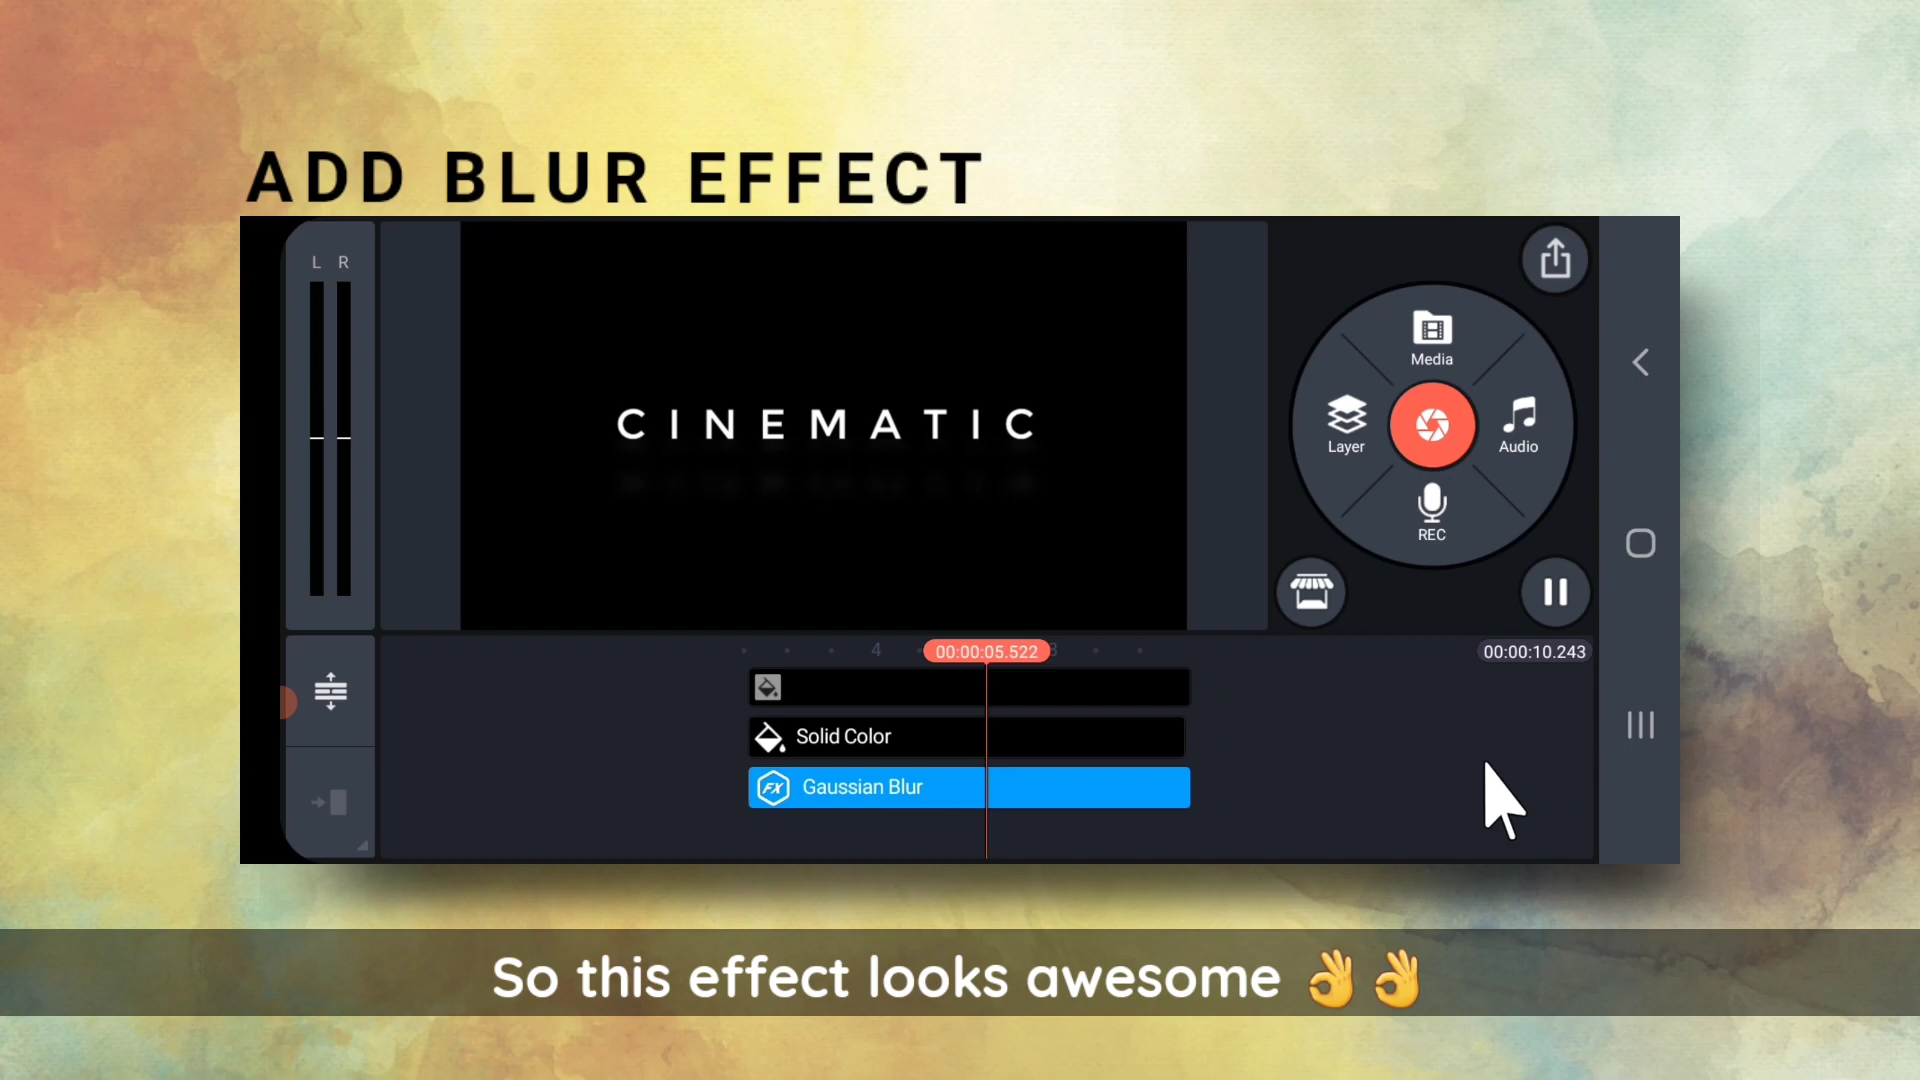 ADD BLUR EFFECT
L R
CINEMATIC
Media
Layer
Audio
REC
4
00:00:05.522
00:00:10.243
Solid Color
FX Gaussian Blur
So this effect looks awesome 👌👌